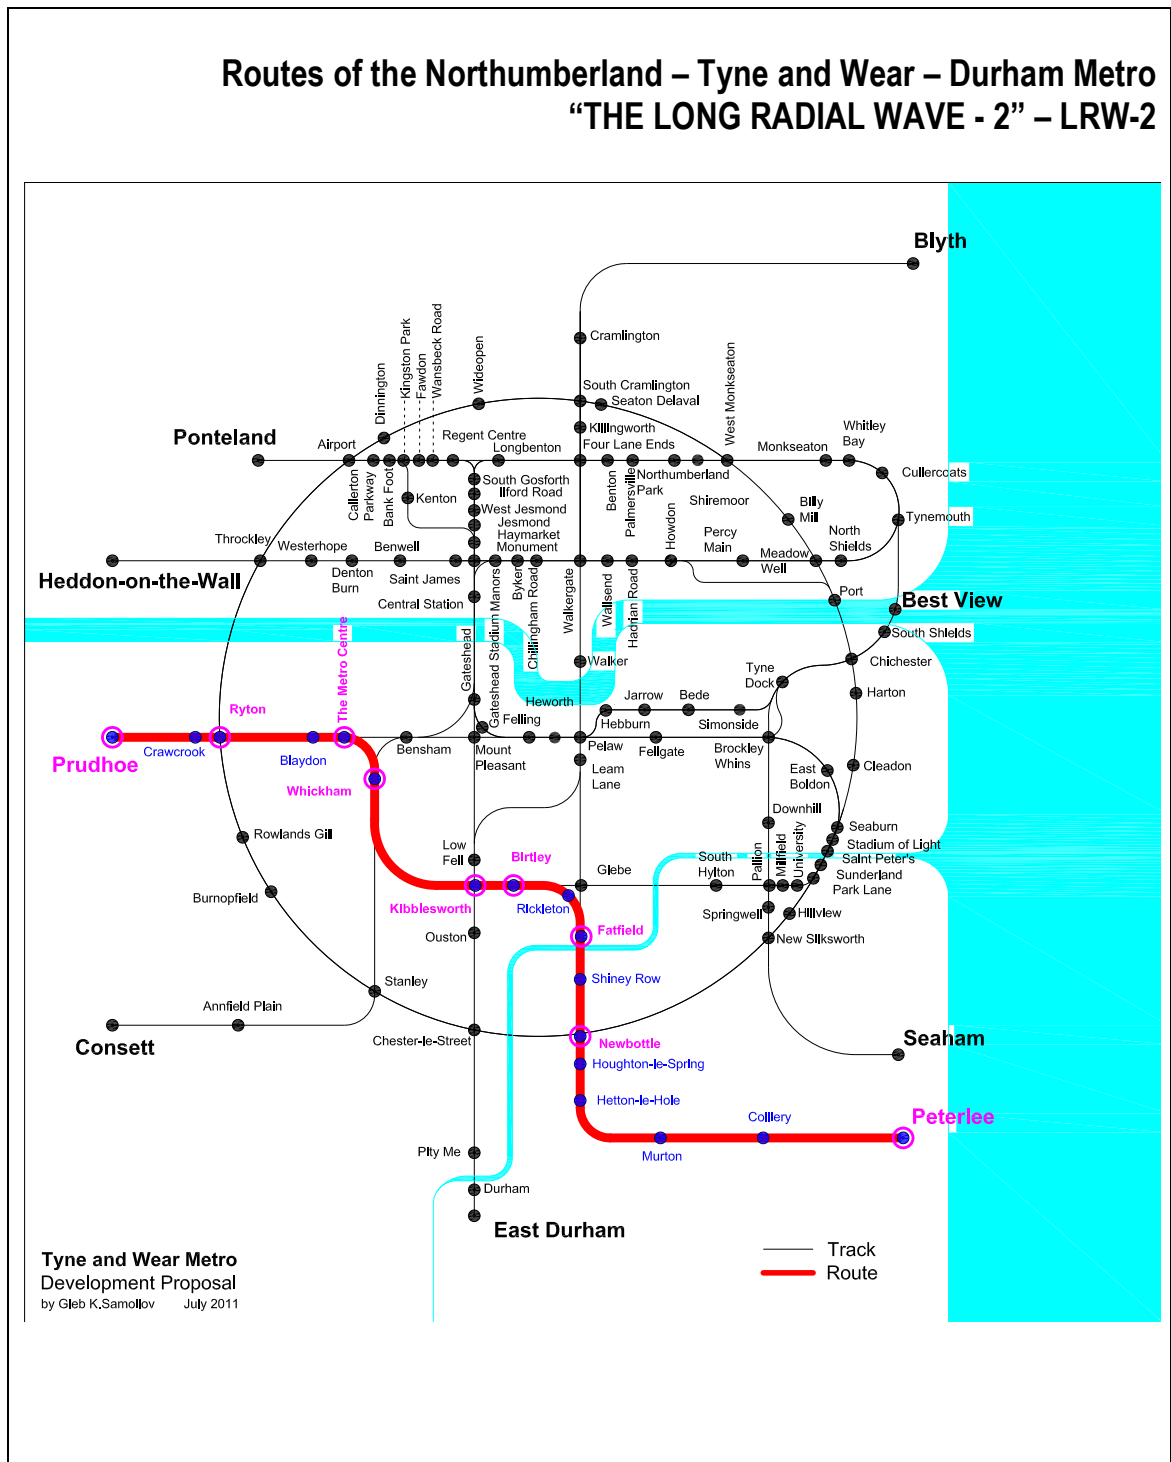 Routes of the Northumberland – Tyne and Wear – Durham Metro
“THE LONG RADIAL WAVE - 2” – LRW-2
Blyth
Cramlington
Kingston Park
Fawdon
Wansbeck Road
Dinnington
Wideopen
South Cramlington
Seaton Delaval
West Monkseaton
Killingworth
Ponteland
Airport
Regent Centre
Longbenton
Four Lane Ends
Monkseaton
Whitley
Bay
Cullercoats
Callerton
Parkway
Bank Foot
Kenton
South Gosforth
Ilford Road
West Jesmond
Jesmond
Haymarket
Monument
Benton
Palmersville
Northumberland
Park
Shiremoor
Billy
Mill
Tynemouth
Throckley
Westerhope
Benwell
Howdon
Percy
Main
Meadow
Well
North
Shields
Heddon-on-the-Wall
Denton
Burn
Saint James
Central Station
Manors
Byker
Chillingham Road
Walkergate
Wallsend
Hadrian Road
Port
Best View
South Shields
Gateshead
Gateshead Stadium
Walker
Chichester
The Metro Centre
Tyne
Dock
Harton
Ryton
Heworth
Felling
Jarrow
Bede
Hebburn
Simonside
Prudhoe
Crawcrook
Blaydon
Bensham
Mount
Pleasant
Pelaw
Fellgate
Brockley
Whins
Whickham
Leam
Lane
East
Boldon
Cleadon
Rowlands Gill
Downhill
Seaburn
Stadium of Light
Saint Peter's
Sunderland
Park Lane
Low
Fell
Birtley
Glebe
South
Hylton
Pallion
Millfield
University
Burnopfield
Kibblesworth
Rickleton
Springwell
Hillview
Ouston
Fatfield
New Silksworth
Stanley
Shiney Row
Annfield Plain
Consett
Chester-le-Street
Newbottle
Seaham
Houghton-le-Spring
Hetton-le-Hole
Colliery
Peterlee
Murton
Pity Me
Durham
East Durham
Track
Route
Tyne and Wear Metro
Development Proposal
by Gleb K.Samoilov July 2011